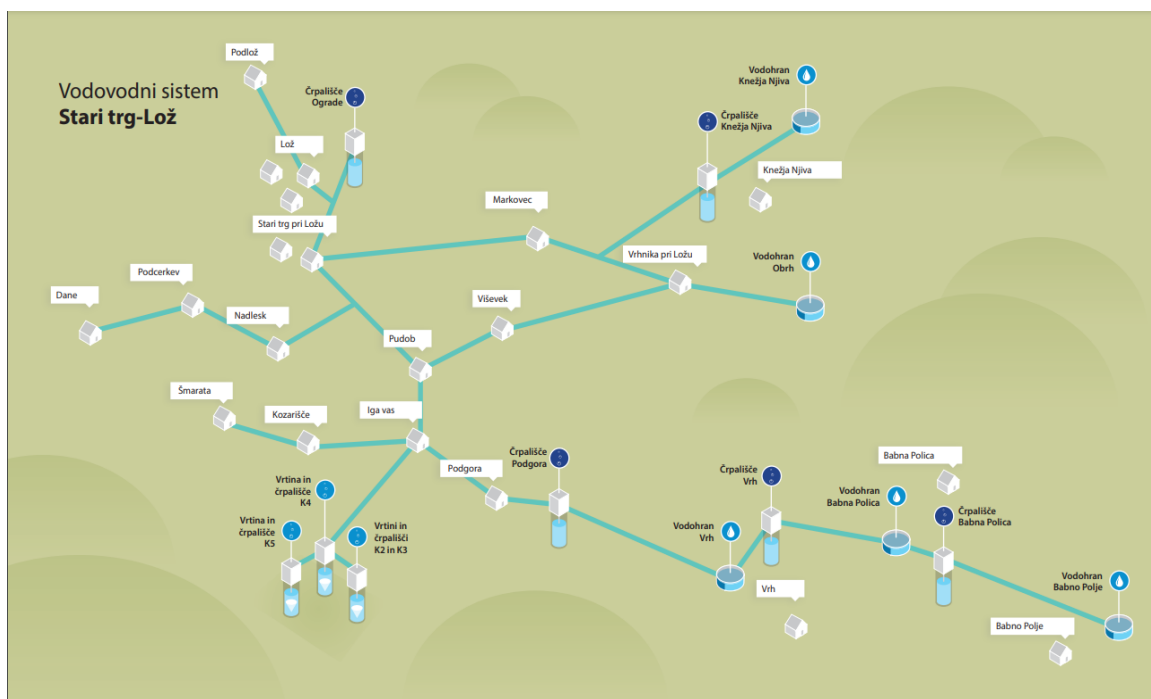 Vodovodni sistem
Stari trg-Lož
Podlož
Črpališče
Ograde
Lož
Stari trg pri Ložu
Vodohran
Knežja Njiva
Črpališče
Knežja Njiva
Knežja Njiva
Markovec
Vrhnika pri Ložu
Vodohran
Obrh
Podcerkev
Dane
Nadlesk
Viševek
Pudob
Šmarata
Kozarišče
Iga vas
Podgora
Črpališče
Podgora
Vrtina in
črpališče
K4
Vrtina in
črpališče
K5
Vrtini in
črpališči
K2 in K3
Vodohran
Vrh
Črpališče
Vrh
Vrh
Vodohran
Babna Polica
Babna Polica
Črpališče
Babna Polica
Vodohran
Babno Polje
Babno Polje